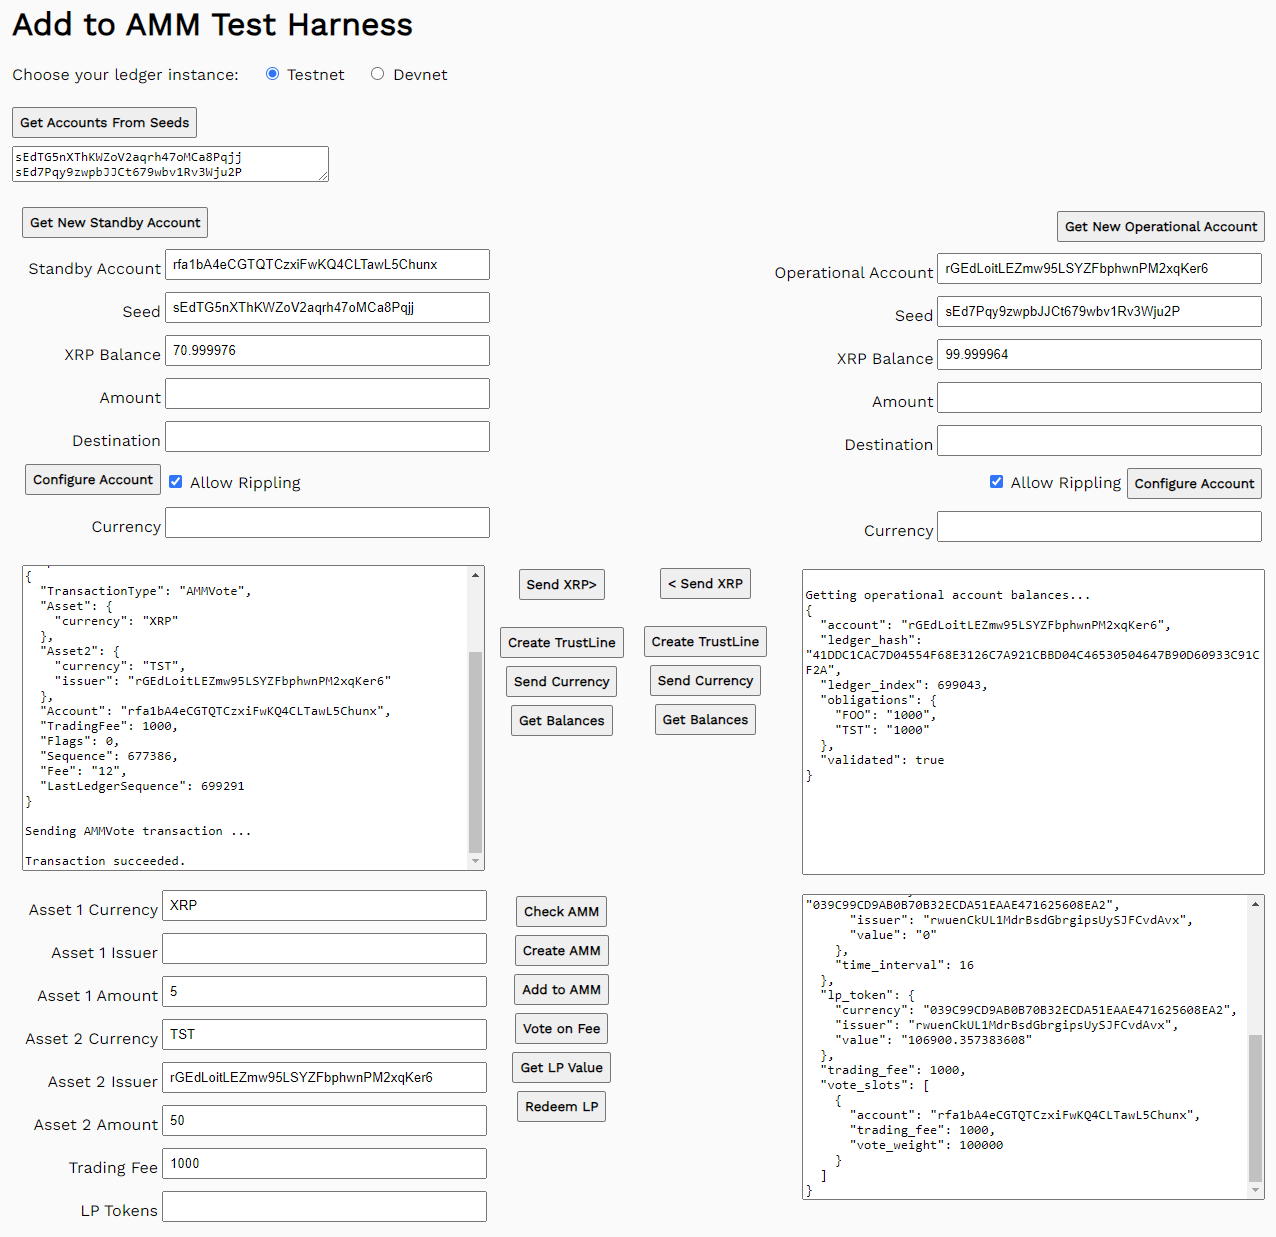 Add to AMM Test Harness
Choose your ledger instance: Testnet Devnet
Get Accounts From Seeds
sEdTG5nXThKWZoV2aqrh47oMCa8Pqjj
sEd7Pqy9zwpbJJCt679wbv1Rv3Wju2P
Get New Standby Account
Standby Account rfa1bA4eCGTQTCzxiFwKQ4CLTawL5Chunx
Seed sEdTG5nXThKWZoV2aqrh47oMCa8Pqjj
XRP Balance 70.999976
Amount
Destination
Configure Account Allow Rippling
Currency
Get New Operational Account
Operational Account rGEdLoitLEZmw95LSYZFbphwnPM2xqKer6
Seed sEd7Pqy9zwpbJJCt679wbv1Rv3Wju2P
XRP Balance 99.999964
Amount
Destination
Allow Rippling Configure Account
Currency
{
"TransactionType": "AMMVote",
"Asset": {
"currency": "XRP"
},
"Asset2": {
"currency": "TST",
"issuer": "rGEdLoitLEZmw95LSYZFbphwnPM2xqKer6"
},
"Account": "rfa1bA4eCGTQTCzxiFwKQ4CLTawL5Chunx",
"TradingFee": 1000,
"Flags": 0,
"Sequence": 677386,
"Fee": "12",
"LastLedgerSequence": 699291
}
Sending AMMVote transaction ...
Transaction succeeded.
Send XRP>
Create TrustLine
Send Currency
Get Balances
< Send XRP
Create TrustLine
Send Currency
Get Balances
Getting operational account balances...
{
"account": "rGEdLoitLEZmw95LSYZFbphwnPM2xqKer6",
"ledger_hash":
"41DDC1CAC7D04554F68E3126C7A921CBBD04C46530504647B90D60933C91C
F2A",
"ledger_index": 699043,
"obligations": {
"FOO": "1000",
"TST": "1000"
},
"validated": true
}
Asset 1 Currency XRP
Asset 1 Issuer
Asset 1 Amount 5
Asset 2 Currency TST
Asset 2 Issuer rGEdLoitLEZmw95LSYZFbphwnPM2xqKer6
Asset 2 Amount 50
Trading Fee 1000
LP Tokens
Check AMM
Create AMM
Add to AMM
Vote on Fee
Get LP Value
Redeem LP
"039C99CD9AB0B70B32ECDA51EAAE471625608EA2",
"issuer": "rwuenCkUL1MdrBsdGbrgipsUySJFCvdAvx",
"value": "0"
},
"time_interval": 16
},
"lp_token": {
"currency": "039C99CD9AB0B70B32ECDA51EAAE471625608EA2",
"issuer": "rwuenCkUL1MdrBsdGbrgipsUySJFCvdAvx",
"value": "106900.357383608"
},
"trading_fee": 1000,
"vote_slots": [
{
"account": "rfa1bA4eCGTQTCzxiFwKQ4CLTawL5Chunx",
"trading_fee": 1000,
"vote_weight": 100000
}
]
}